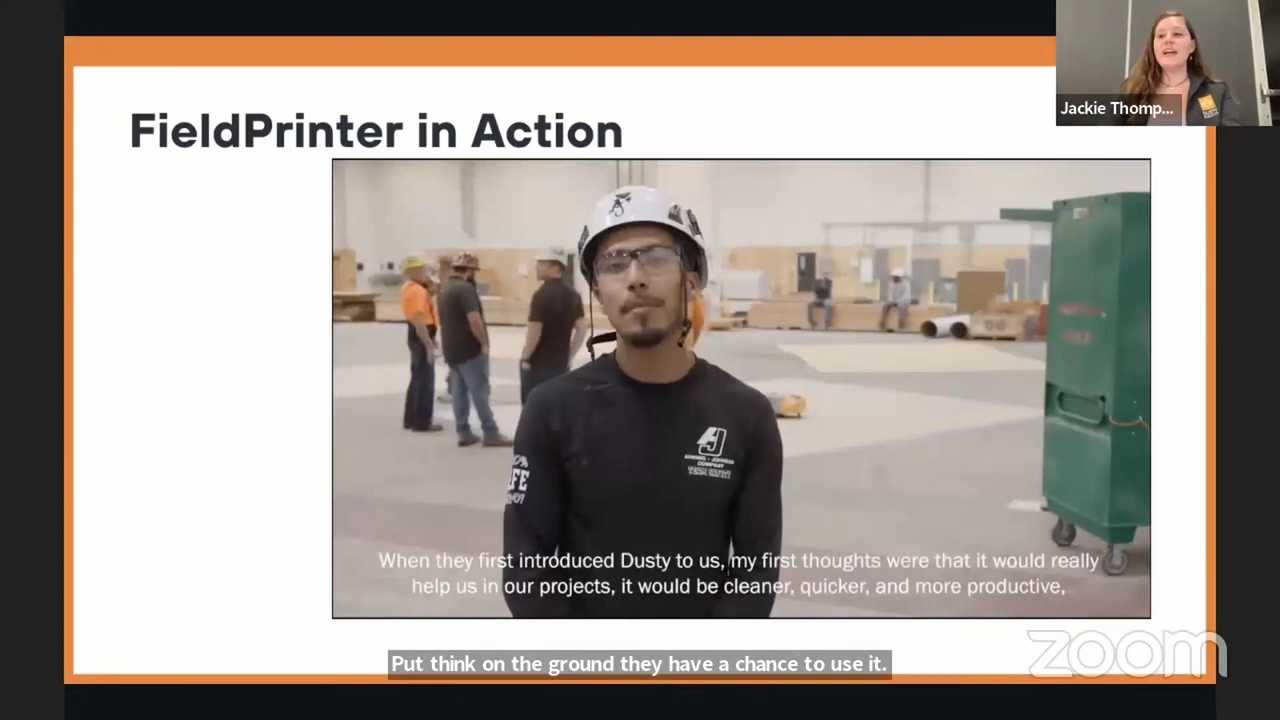 FieldPrinter in Action
Jackie Thomp...
AJ
COMPANY
When they first introduced Dusty to us, my first thoughts were that it would really
help us in our projects, it would be cleaner, quicker, and more productive,
Put think on the ground they have a chance to use it.
zoom